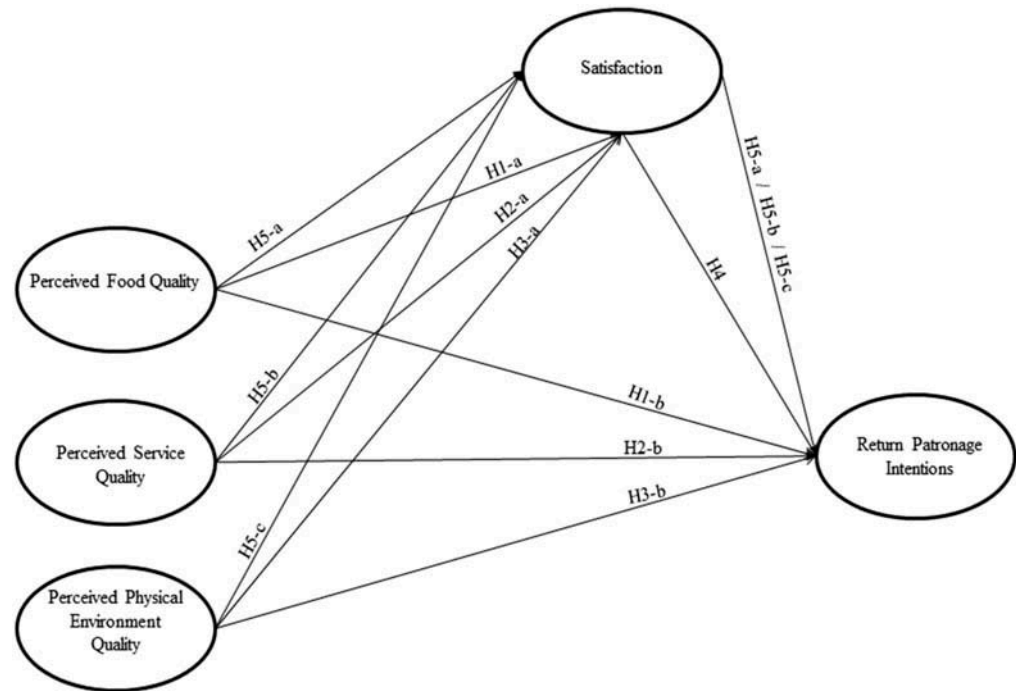 Satisfaction
H5-a / H5-b / H5-c
H1-a
H5-a
H2-a
H3-a
Perceived Food Quality
H4
H5-b
H1-b
Perceived Service
Quality
H2-b
Return Patronage
Intentions
H5-c
H3-b
Perceived Physical
Environment
Quality